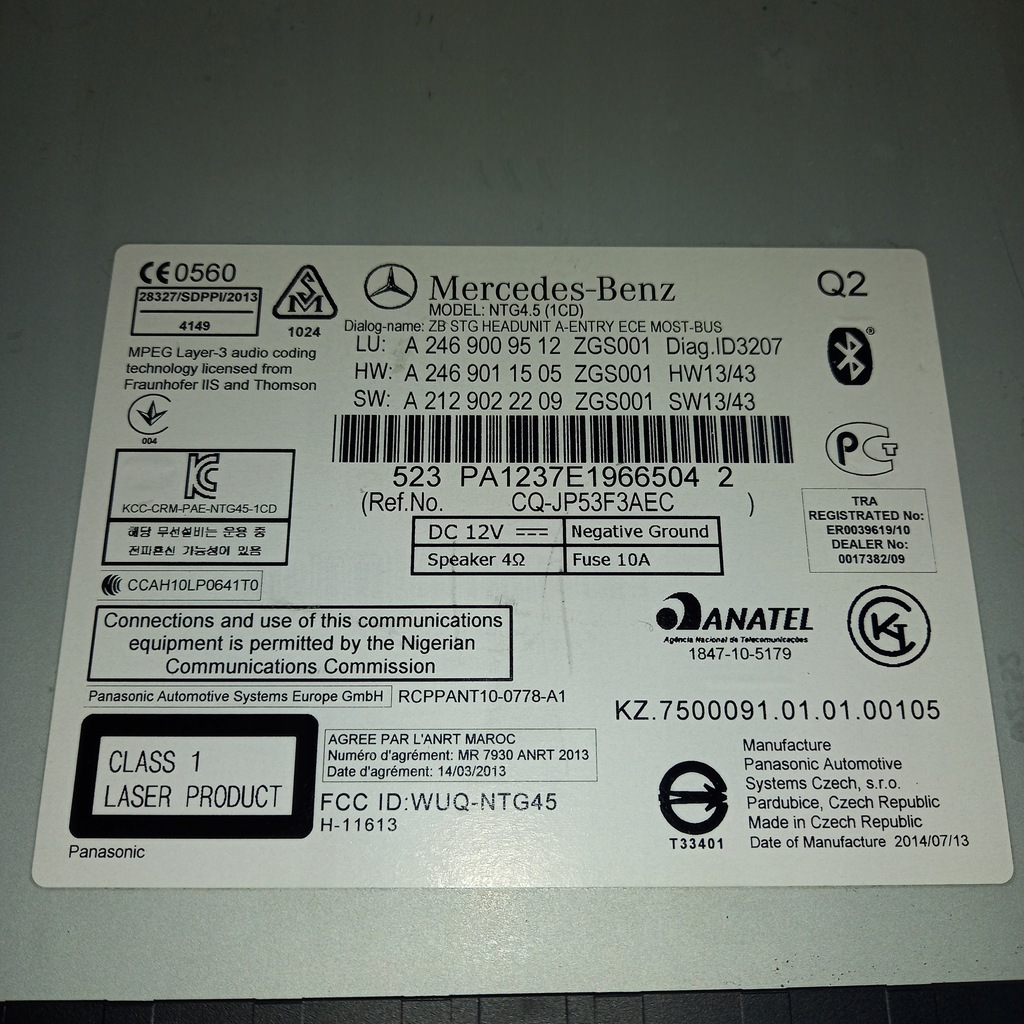 CE0560
28327/SDPPI/2013
4149
SM
1024
MPEG Layer-3 audio coding
technology licensed from
Fraunhofer IIS and Thomson
004
Mercedes-Benz
MODEL: NTG4.5 (1CD)
Dialog-name: ZB STG HEADUNIT A-ENTRY ECE MOST-BUS
LU: A 246 900 95 12 ZGS001 Diag.ID3207
HW: A 246 901 15 05 ZGS001 HW13/43
SW: A 212 902 22 09 ZGS001 SW13/43
Q2
523 PA1237E1966504 2
(Ref.No. CQ-JP53F3AEC )
KC
KCC-CRM-PAE-NTG45-1CD
해당 무선설비는 운용 중
전파혼신 가능성이 있음
DC 12V
Negative Ground
Speaker 4Ω
Fuse 10A
PCT
TRA
REGISTRATED No:
ER0039619/10
DEALER No:
0017382/09
CCAH10LP0641T0
Connections and use of this communications
equipment is permitted by the Nigerian
Communications Commission
ANATEL
Agência Nacional de Telecomunicações
1847-10-5179
Panasonic Automotive Systems Europe GmbH
RCPPANT10-0778-A1
KZ.7500091.01.01.00105
CLASS 1
LASER PRODUCT
Panasonic
AGREE PAR L'ANRT MAROC
Numéro d'agrément: MR 7930 ANRT 2013
Date d'agrément: 14/03/2013
FCC ID:WUQ-NTG45
H-11613
T33401
Manufacture
Panasonic Automotive
Systems Czech, s.r.o.
Pardubice, Czech Republic
Made in Czech Republic
Date of Manufacture 2014/07/13